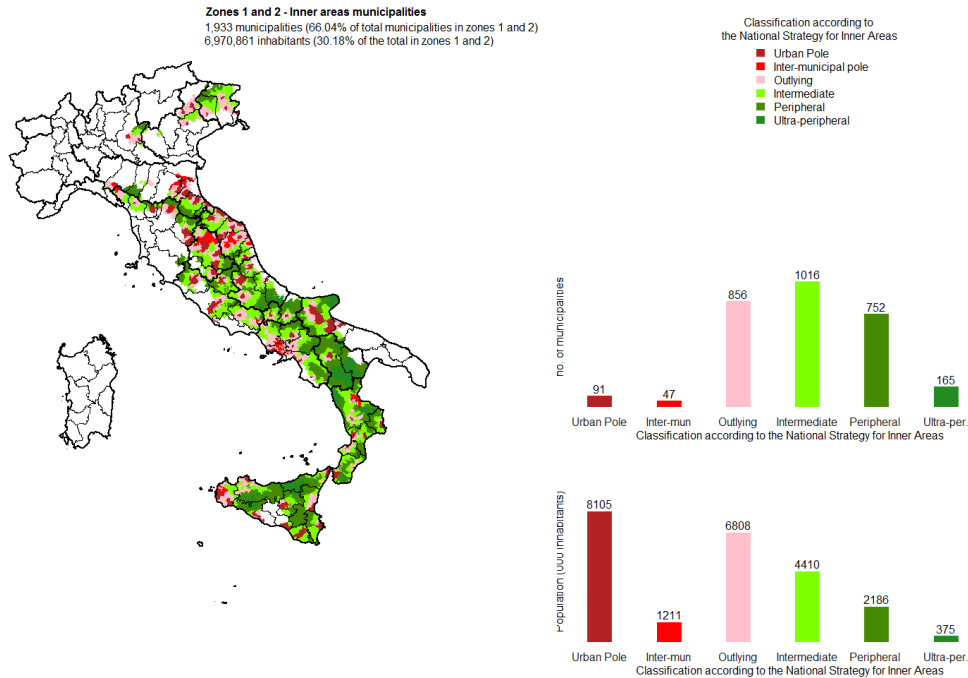 Zones 1 and 2 - Inner areas municipalities
1,933 municipalities (66.04% of total municipalities in zones 1 and 2)
6,970,861 inhabitants (30.18% of the total in zones 1 and 2)
Classification according to
the National Strategy for Inner Areas
Urban Pole
Inter-municipal pole
Outlying
Intermediate
Peripheral
Ultra-peripheral
no. of municipalities
91
47
856
1016
752
165
Urban Pole Inter-mun Outlying Intermediate Peripheral Ultra-per.
Classification according to the National Strategy for Inner Areas
Population (000 inhabitants)
8105
1211
6808
4410
2186
375
Urban Pole Inter-mun Outlying Intermediate Peripheral Ultra-per.
Classification according to the National Strategy for Inner Areas